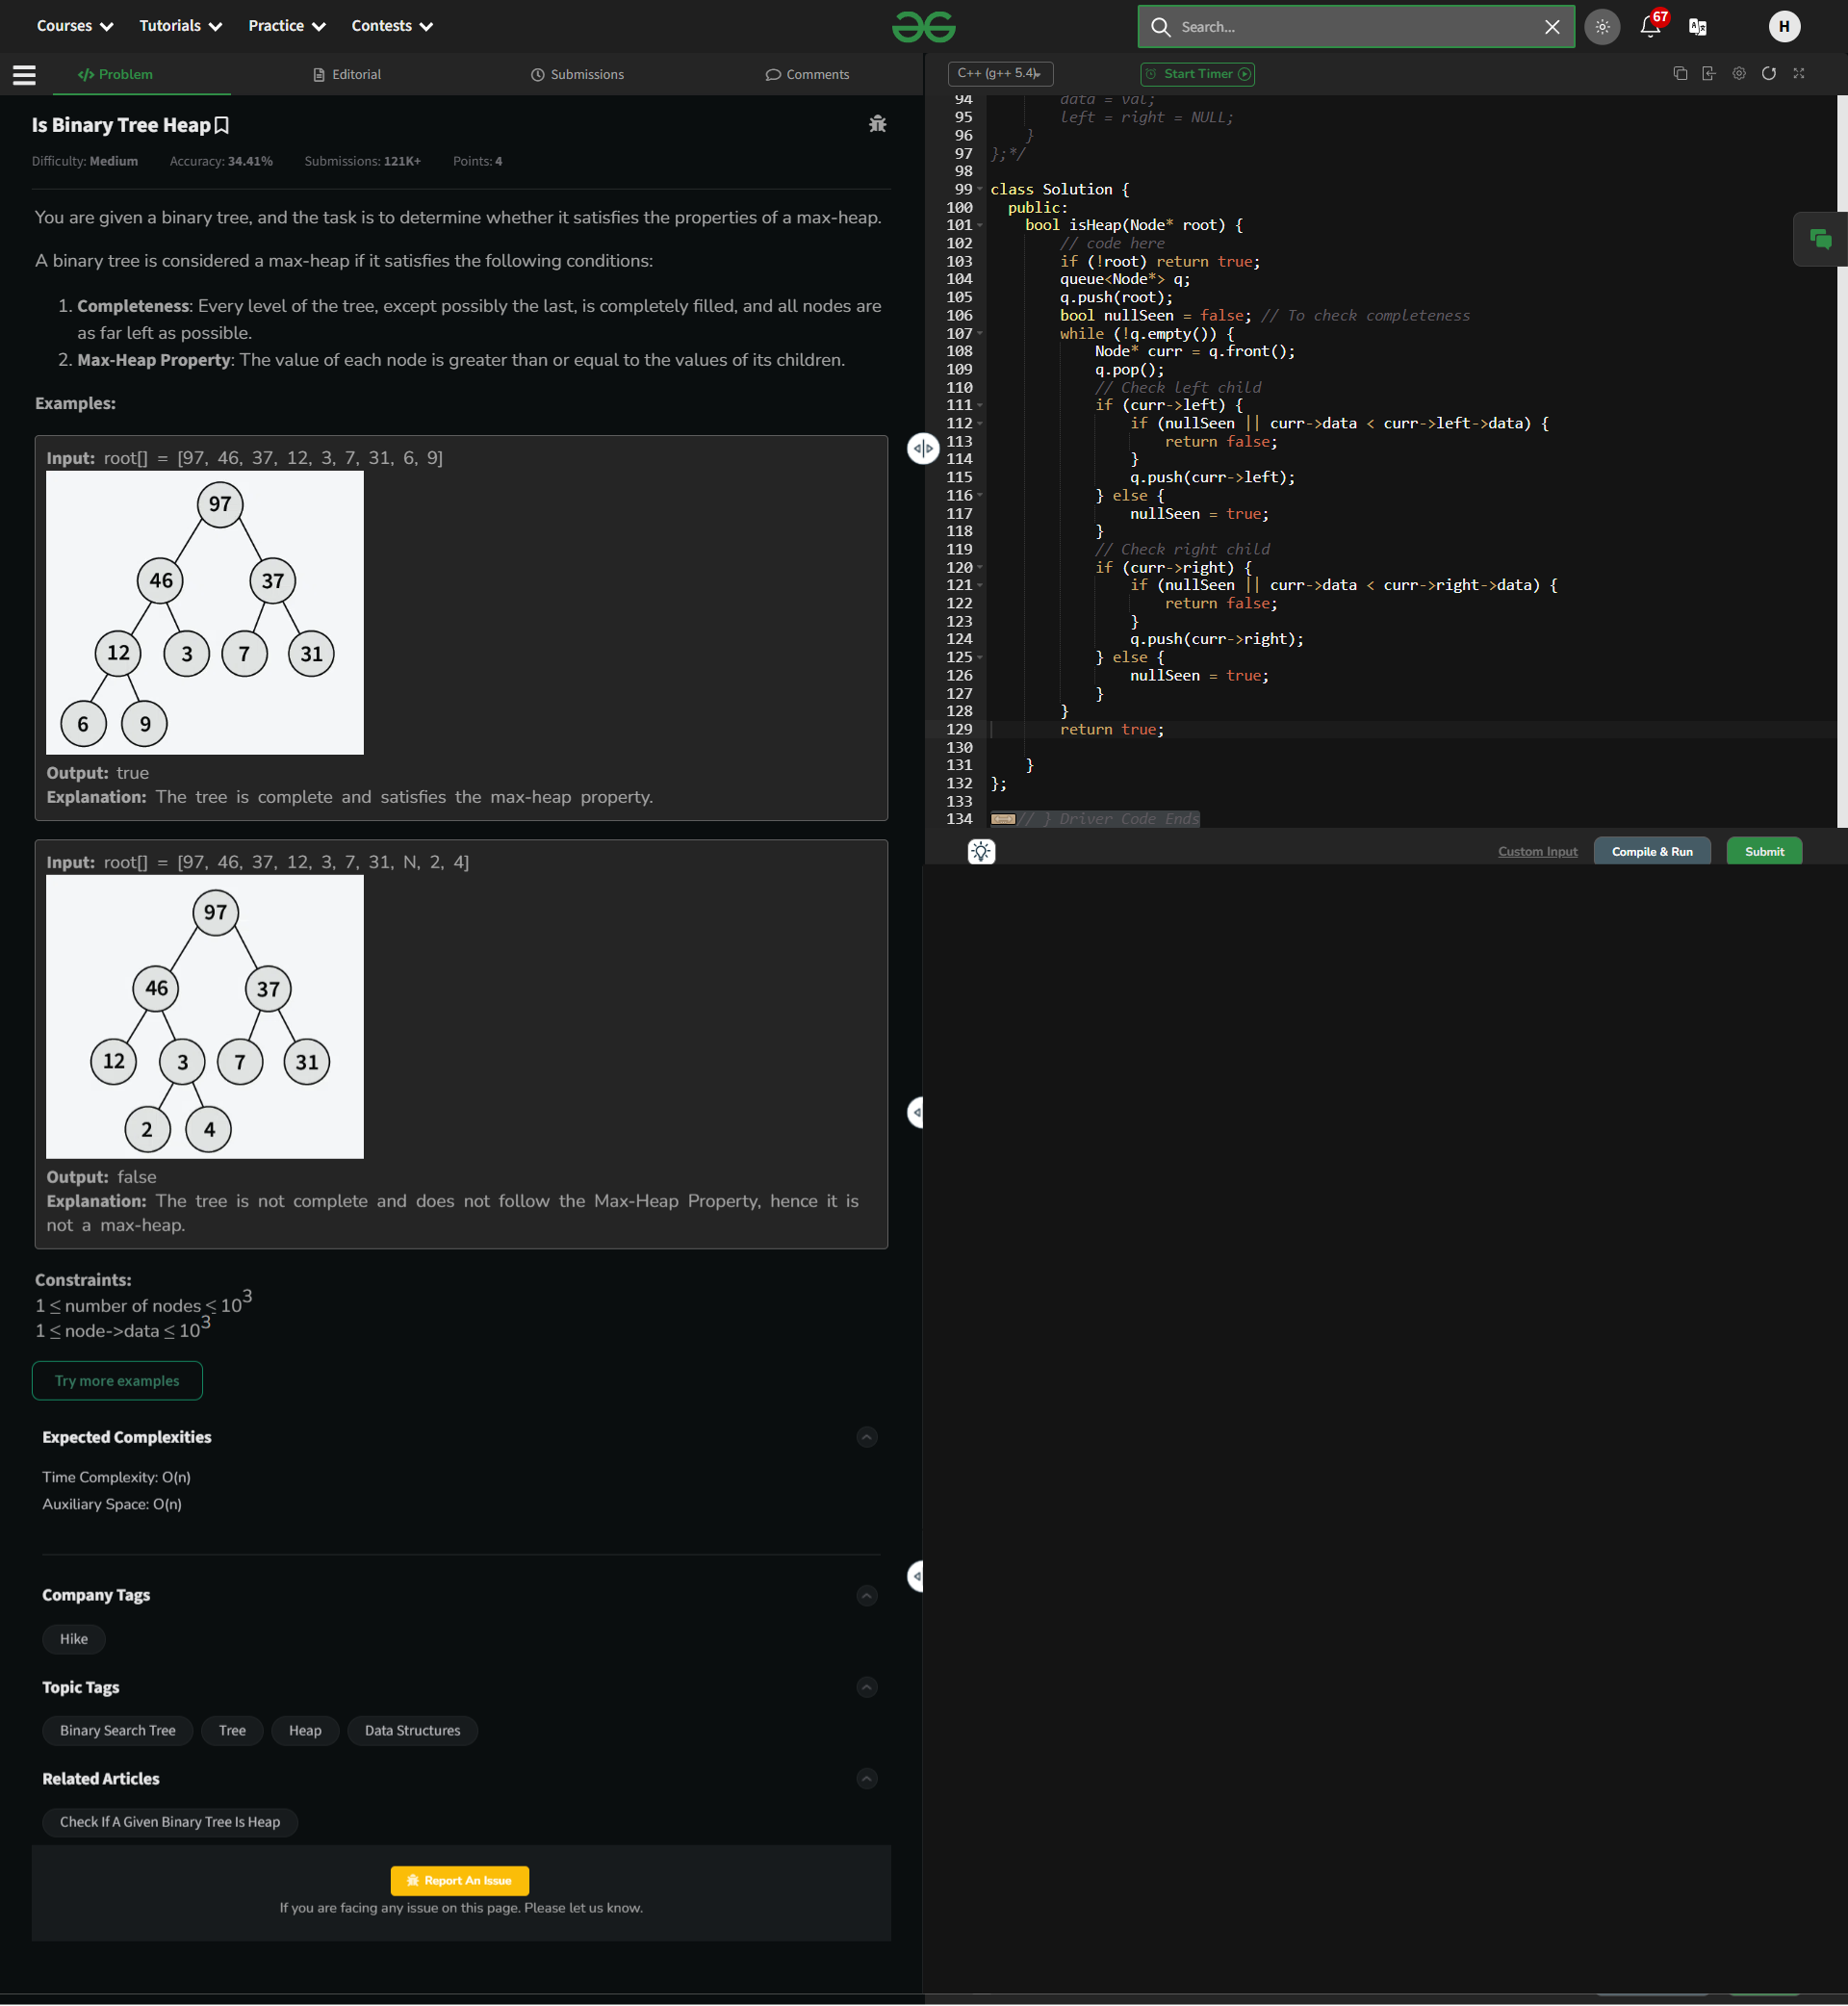 Courses Tutorials Practice Contests
Search...
67
H
Problem Editorial Submissions Comments
C++ (g++ 5.4)
Start Timer
Is Binary Tree Heap
Difficulty: Medium Accuracy: 34.41% Submissions: 121K+ Points: 4
You are given a binary tree, and the task is to determine whether it satisfies the properties of a max-heap.
A binary tree is considered a max-heap if it satisfies the following conditions:
1. Completeness: Every level of the tree, except possibly the last, is completely filled, and all nodes are
as far left as possible.
2. Max-Heap Property: The value of each node is greater than or equal to the values of its children.
Examples:
Input: root[] = [97, 46, 37, 12, 3, 7, 31, 6, 9]
97
46 37
12 3 7 31
6 9
Output: true
Explanation: The tree is complete and satisfies the max-heap property.
Input: root[] = [97, 46, 37, 12, 3, 7, 31, N, 2, 4]
97
46 37
12 3 7 31
2 4
Output: false
Explanation: The tree is not complete and does not follow the Max-Heap Property, hence it is
not a max-heap.
Constraints:
1 ≤ number of nodes ≤ 10^3
1 ≤ node->data ≤ 10^3
Try more examples
Expected Complexities
Time Complexity: O(n)
Auxiliary Space: O(n)
Company Tags
Hike
Topic Tags
Binary Search Tree Tree Heap Data Structures
Related Articles
Check If A Given Binary Tree Is Heap
Report An Issue
If you are facing any issue on this page. Please let us know.
94 data = val;
95 left = right = NULL;
96 }
97 };*/
98
99 class Solution {
100 public:
101 bool isHeap(Node* root) {
102 // code here
103 if (!root) return true;
104 queue<Node*> q;
105 q.push(root);
106 bool nullSeen = false; // To check completeness
107 while (!q.empty()) {
108 Node* curr = q.front();
109 q.pop();
110 // Check left child
111 if (curr->left) {
112 if (nullSeen || curr->data < curr->left->data) {
113 return false;
114 }
115 q.push(curr->left);
116 } else {
117 nullSeen = true;
118 }
119 // Check right child
120 if (curr->right) {
121 if (nullSeen || curr->data < curr->right->data) {
122 return false;
123 }
124 q.push(curr->right);
125 } else {
126 nullSeen = true;
127 }
128 }
129 return true;
130
131 }
132 };
133
134 // } Driver Code Ends
Custom Input Compile & Run Submit